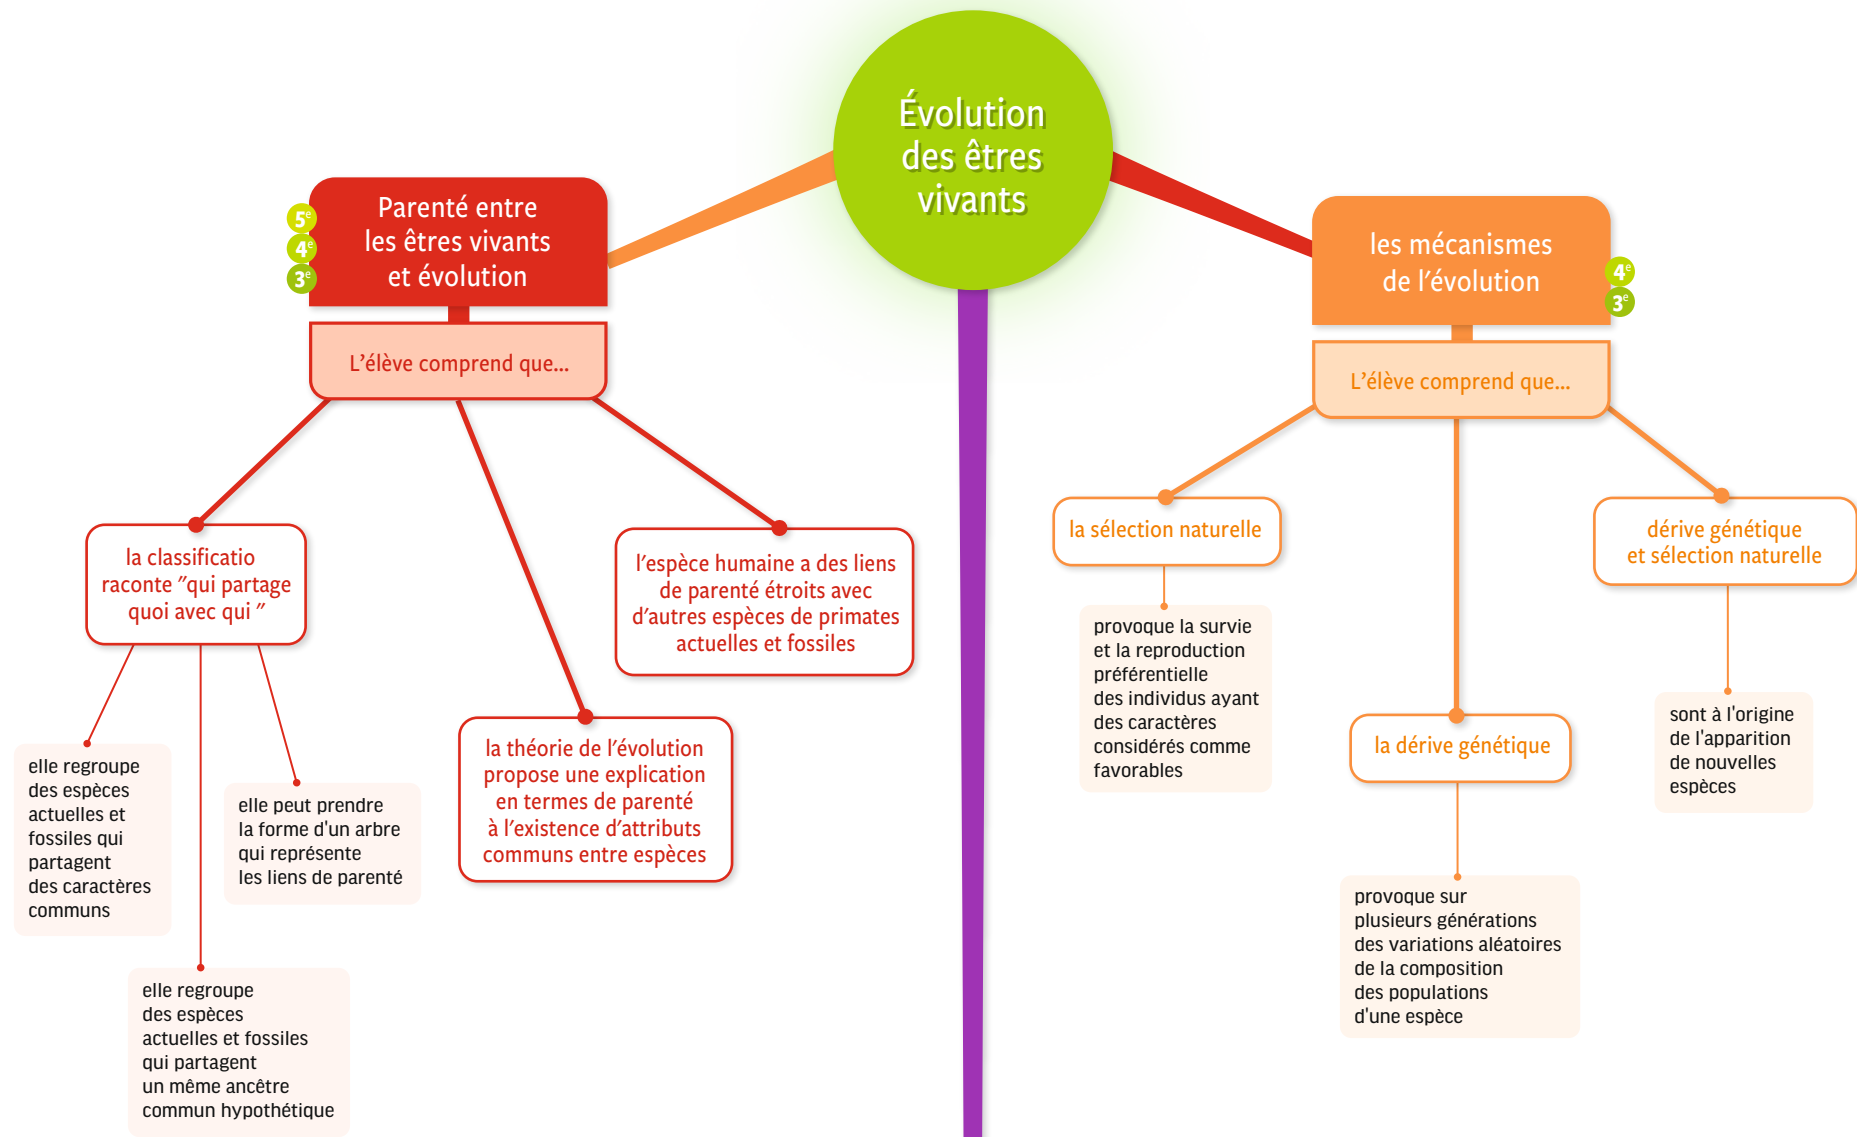 Évolution
des êtres
vivants
5e
4e
3e
Parenté entre
les êtres vivants
et évolution
L'élève comprend que...
la classificatio
raconte "qui partage
quoi avec qui "
elle regroupe
des espèces
actuelles et
fossiles qui
partagent
des caractères
communs
elle regroupe
des espèces
actuelles et fossiles
qui partagent
un même ancêtre
commun hypothétique
elle peut prendre
la forme d'un arbre
qui représente
les liens de parenté
la théorie de l'évolution
propose une explication
en termes de parenté
à l'existence d'attributs
communs entre espèces
l'espèce humaine a des liens
de parenté étroits avec
d'autres espèces de primates
actuelles et fossiles
les mécanismes
de l'évolution
4e
3e
L'élève comprend que...
la sélection naturelle
provoque la survie
et la reproduction
préférentielle
des individus ayant
des caractères
considérés comme
favorables
la dérive génétique
provoque sur
plusieurs générations
des variations aléatoires
de la composition
des populations
d'une espèce
dérive génétique
et sélection naturelle
sont à l'origine
de l'apparition
de nouvelles
espèces